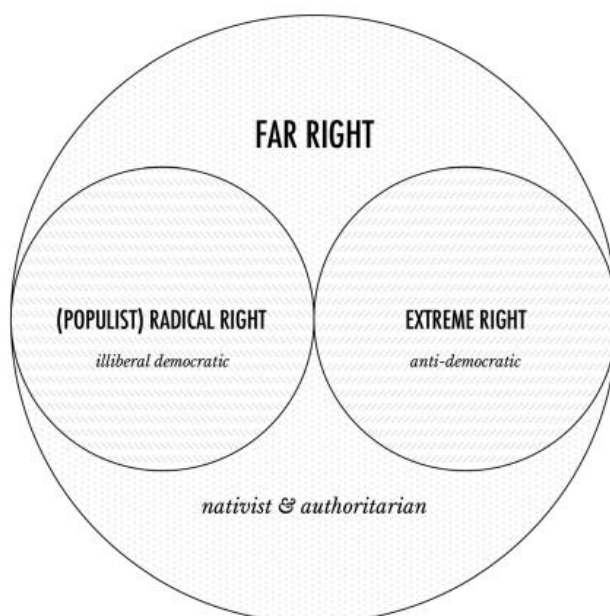 FAR RIGHT
(POPULIST) RADICAL RIGHT
illiberal democratic
EXTREME RIGHT
anti-democratic
nativist & authoritarian